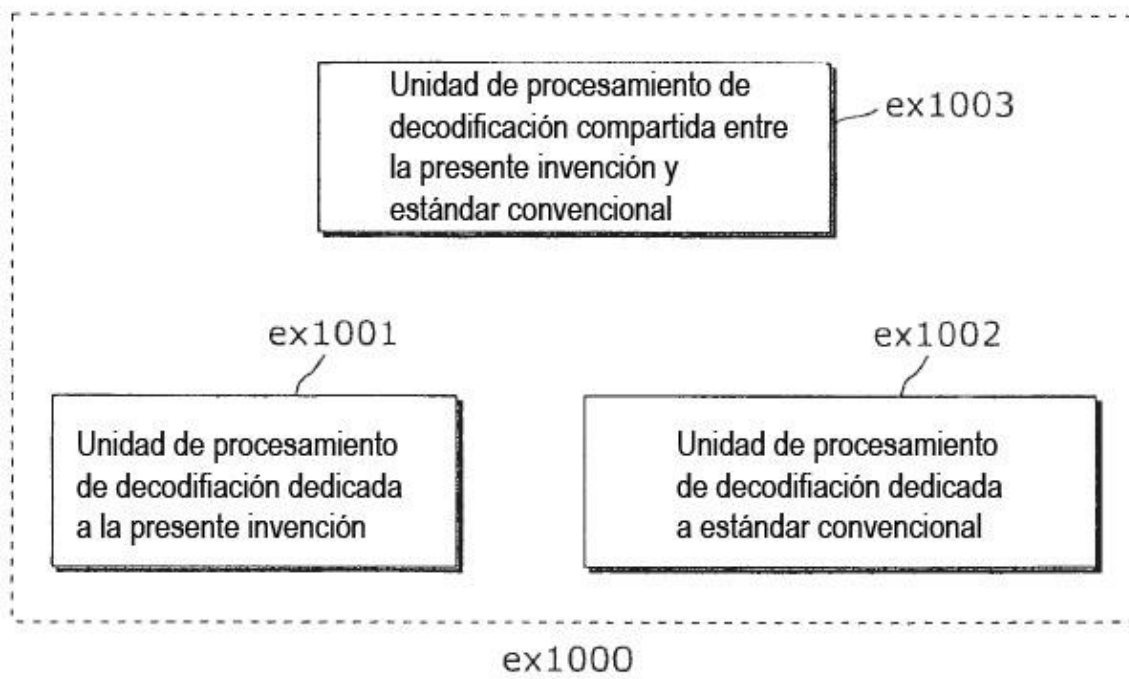 Unidad de procesamiento de
decodificación compartida entre
la presente invención y
estándar convencional
ex1003
ex1001
ex1002
Unidad de procesamiento
de decodifiación dedicada
a la presente invención
Unidad de procesamiento
de decodifiación dedicada
a estándar convencional
ex1000